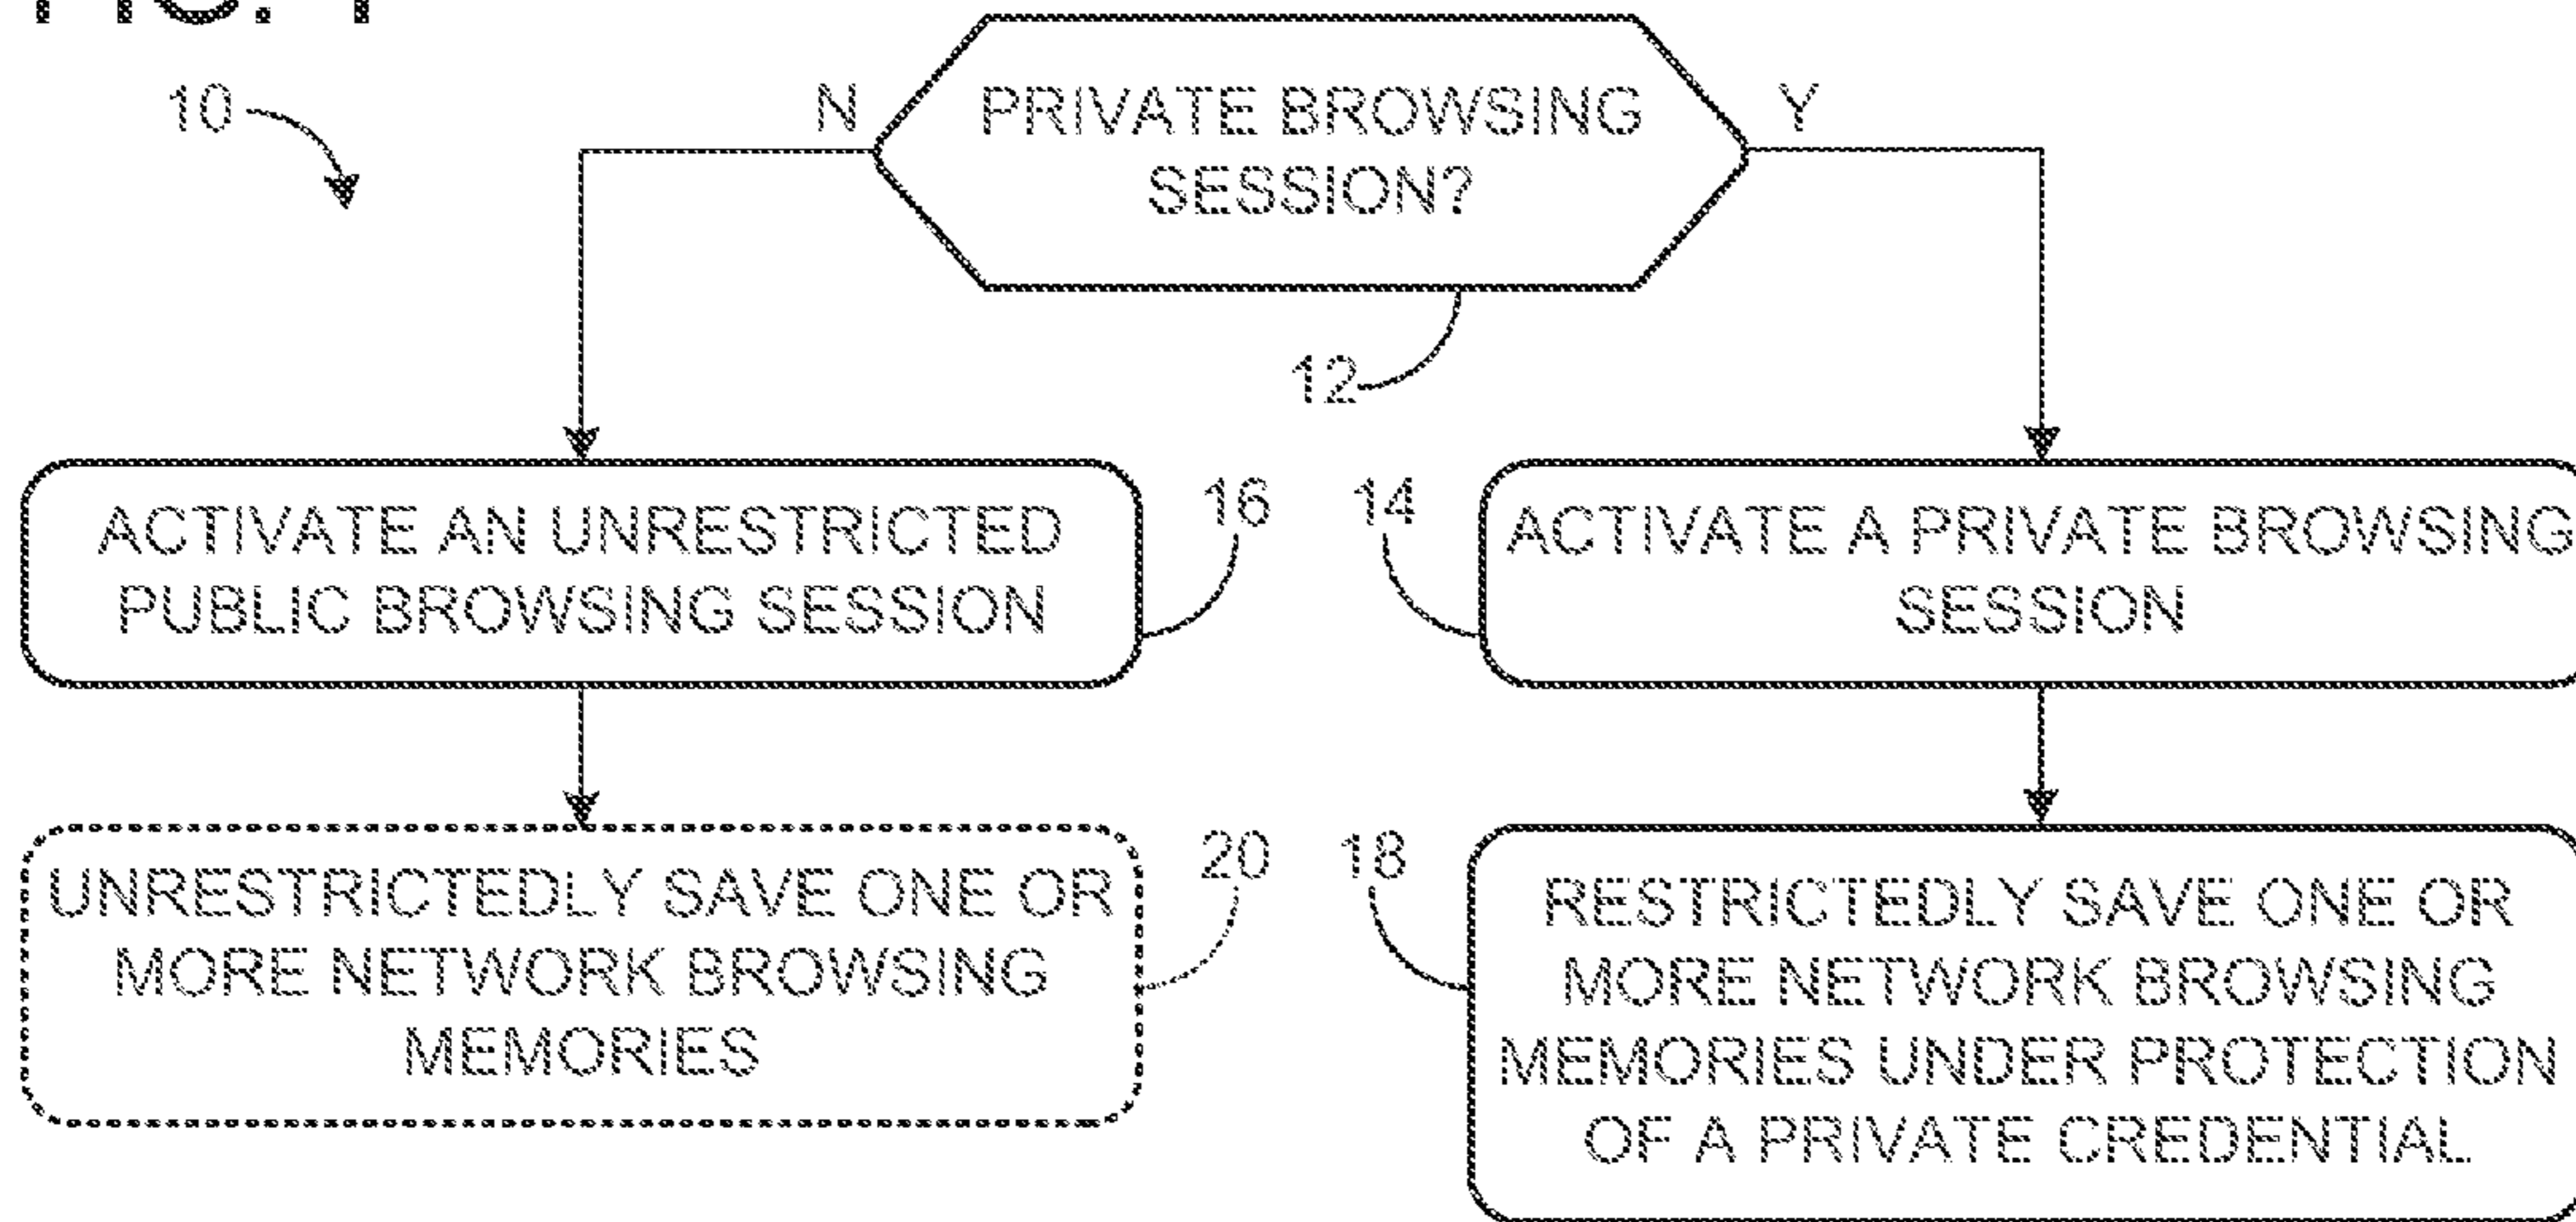 FIG. 1
10
N
PRIVATE BROWSING
SESSION?
Y
12
ACTIVATE AN UNRESTRICTED
PUBLIC BROWSING SESSION
16
14
ACTIVATE A PRIVATE BROWSING
SESSION
UNRESTRICTEDLY SAVE ONE OR
MORE NETWORK BROWSING
MEMORIES
20
18
RESTRICTEDLY SAVE ONE OR
MORE NETWORK BROWSING
MEMORIES UNDER PROTECTION
OF A PRIVATE CREDENTIAL